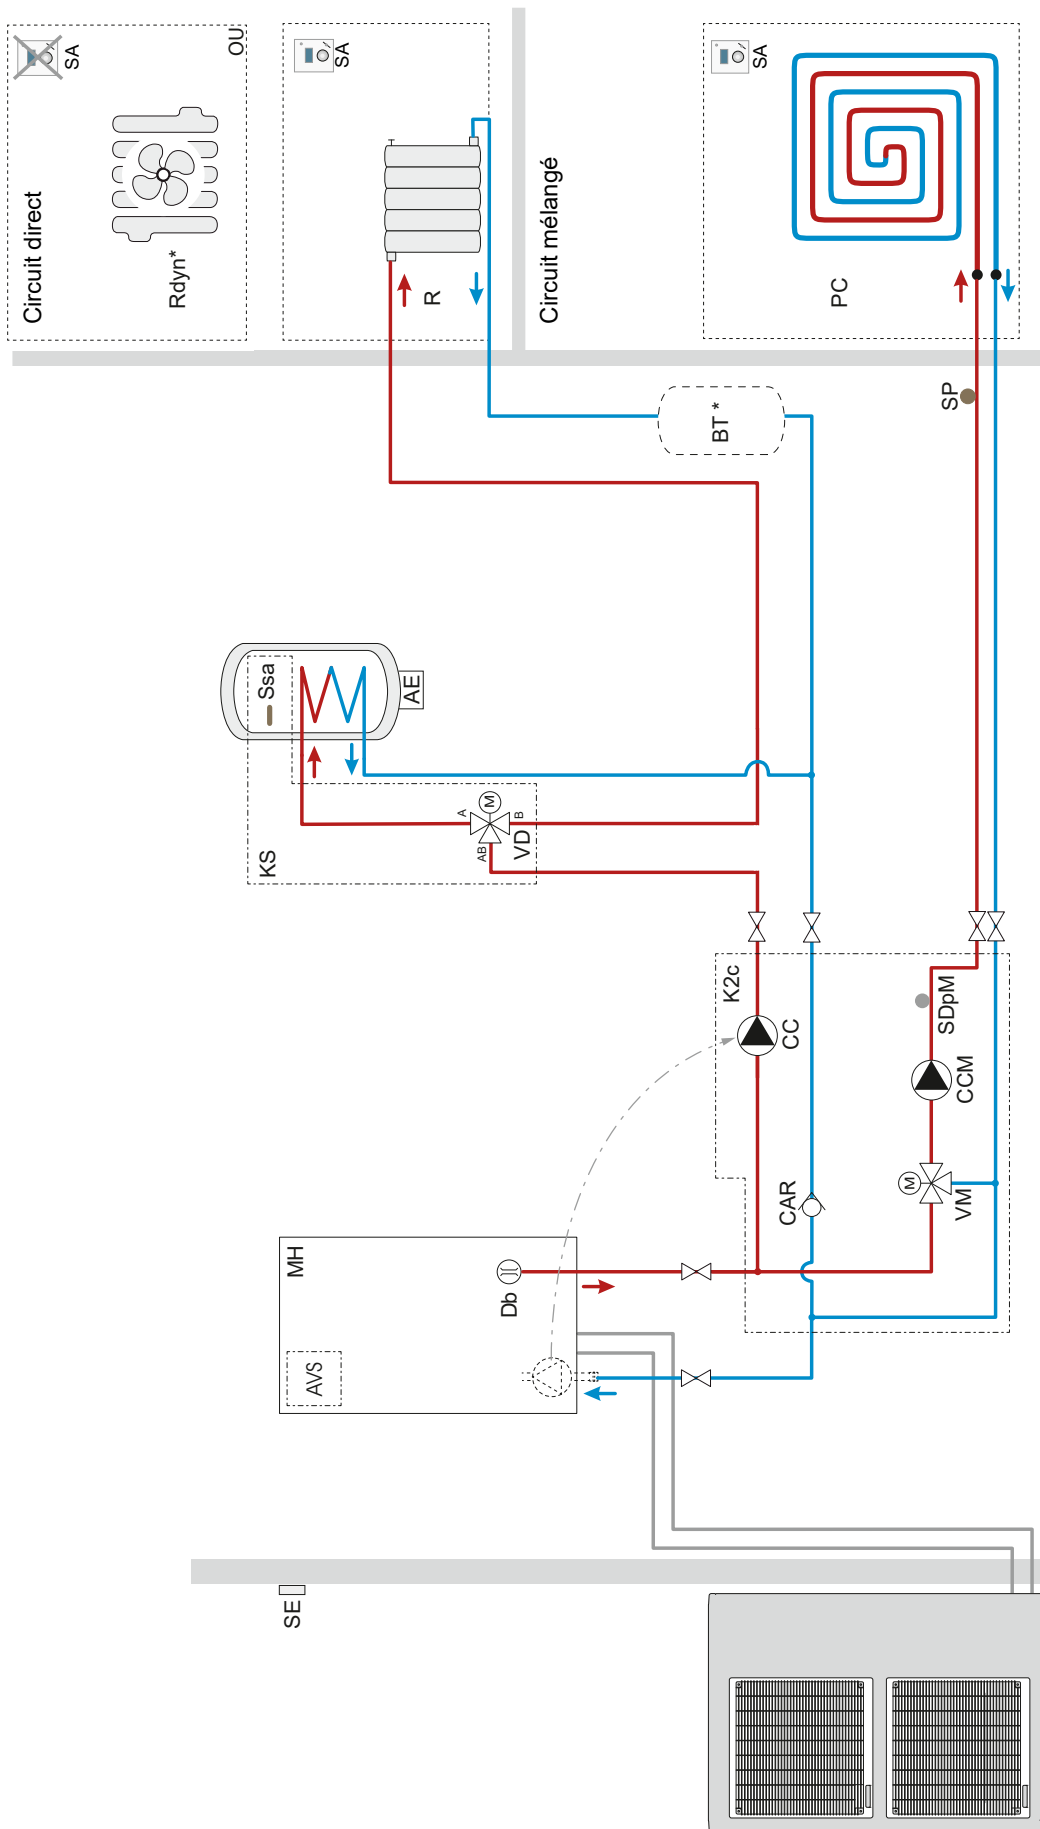 Circuit direct
SA
OU
Rdyn*
SA
R
Circuit mélangé
SA
PC
SP
BT *
Ssa
AE
KS
A
M
B
AB
VD
K2c
CC
SDpM
CCM
CAR
M
VM
MH
Db
AVS
SE